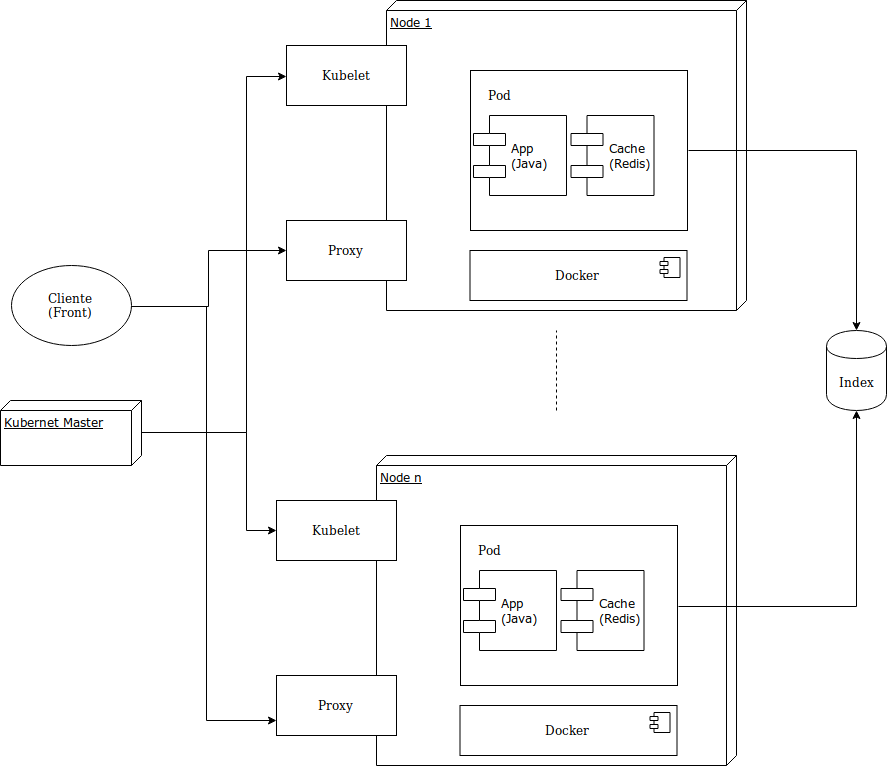 Node 1
Kubelet
Pod
App
(Java)
Cache
(Redis)
Proxy
Docker
Cliente
(Front)
Index
Kubernet Master
Node n
Kubelet
Pod
App
(Java)
Cache
(Redis)
Proxy
Docker